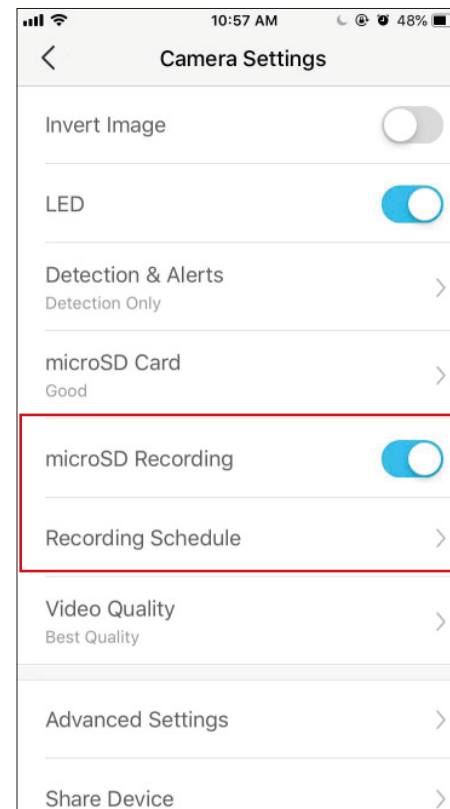 10:57 AM 48%
Camera Settings
Invert Image
LED
Detection & Alerts
Detection Only
microSD Card
Good
microSD Recording
Recording Schedule
Video Quality
Best Quality
Advanced Settings
Share Device